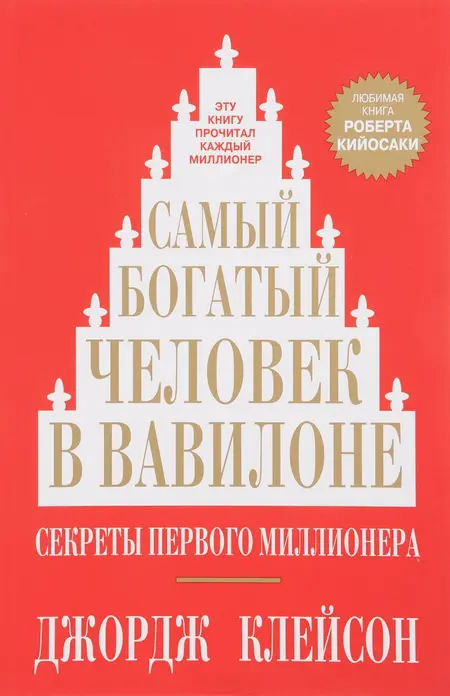 ЭТУ
КНИГУ
ПРОЧИТАЛ
КАЖДЫЙ
МИЛЛИОНЕР
ЛЮБИМАЯ
КНИГА
РОБЕРТА
КИЙОСАКИ
САМЫЙ
БОГАТЫЙ
ЧЕЛОВЕК
В ВАВИЛОНЕ
СЕКРЕТЫ ПЕРВОГО МИЛЛИОНЕРА
ДЖОРДЖ КЛЕЙСОН